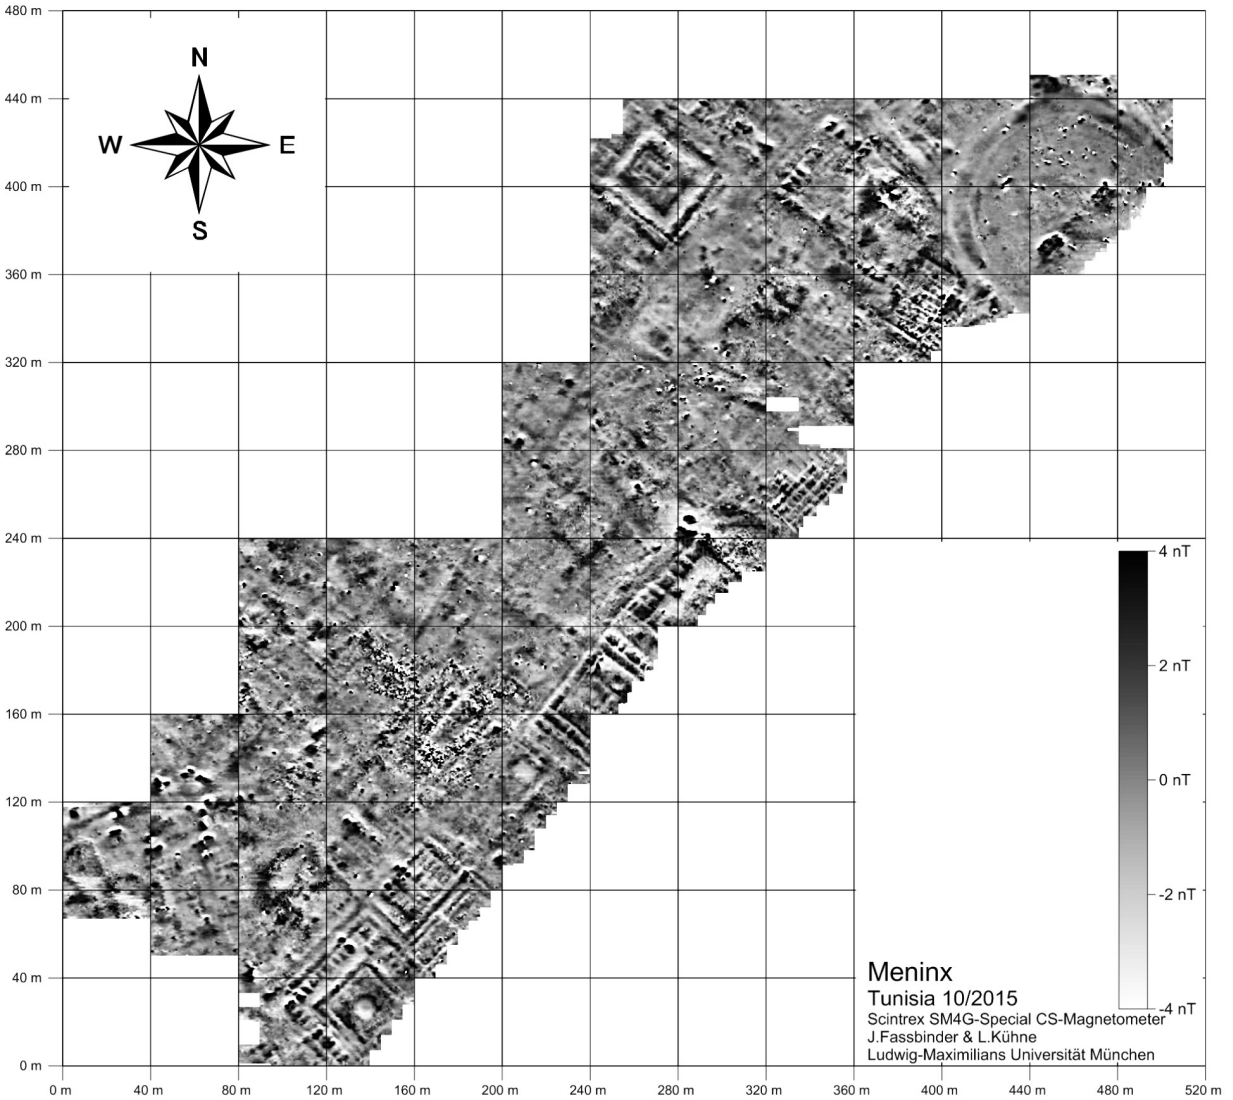 480 m
440 m
400 m
360 m
320 m
280 m
240 m
200 m
160 m
120 m
80 m
40 m
0 m
N
W E
S
4 nT
2 nT
0 nT
-2 nT
-4 nT
Meninx
Tunisia 10/2015
Scintrex SM4G-Special CS-Magnetometer
J.Fassbinder & L.Kühne
Ludwig-Maximilians Universität München
0 m 40 m 80 m 120 m 160 m 200 m 240 m 280 m 320 m 360 m 400 m 440 m 480 m 520 m